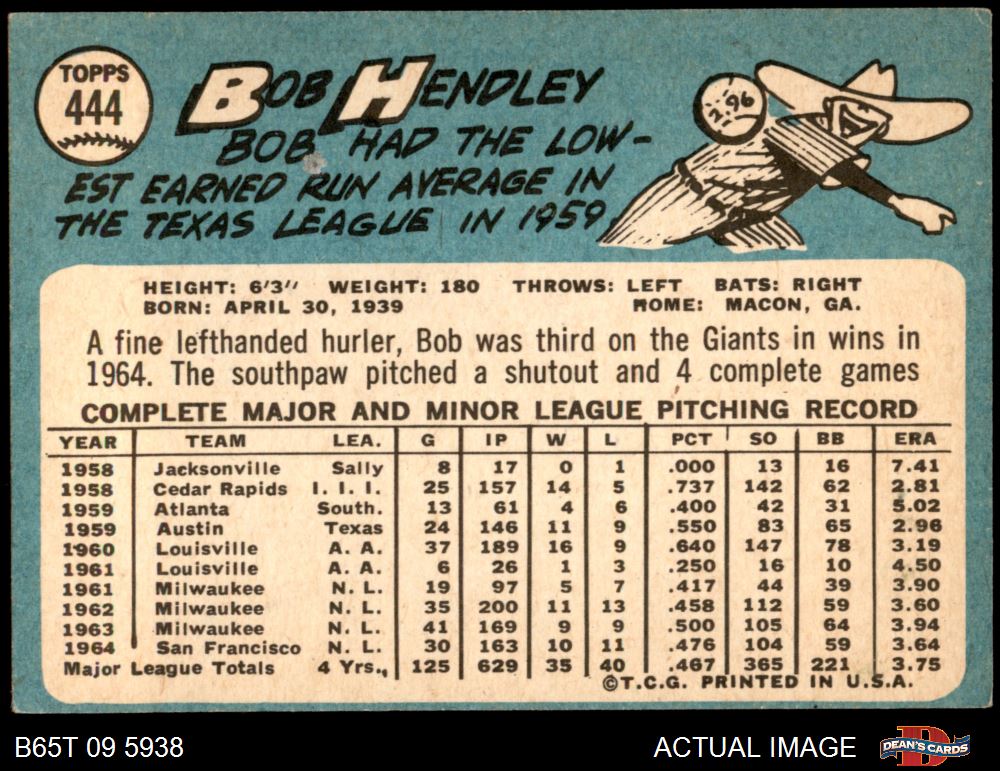 TOPPS
444
BOB HENDLEY
BOB HAD THE LOW-
EST EARNED RUN AVERAGE IN
THE TEXAS LEAGUE IN 1959
2.96
HEIGHT: 6'3" WEIGHT: 180 THROWS: LEFT BATS: RIGHT
BORN: APRIL 30, 1939 HOME: MACON, GA.
A fine lefthanded hurler, Bob was third on the Giants in wins in
1964. The southpaw pitched a shutout and 4 complete games
COMPLETE MAJOR AND MINOR LEAGUE PITCHING RECORD
YEAR TEAM LEA. G IP W L PCT SO BB ERA
1958 Jacksonville Sally 8 17 0 1 .000 13 16 7.41
1958 Cedar Rapids I. I. I. 25 157 14 5 .737 142 62 2.81
1959 Atlanta South. 13 61 4 6 .400 42 31 5.02
1959 Austin Texas 24 146 11 9 .550 83 65 2.96
1960 Louisville A. A. 37 189 16 9 .640 147 78 3.19
1961 Louisville A. A. 6 26 1 3 .250 16 10 4.50
1961 Milwaukee N. L. 19 97 5 7 .417 44 39 3.90
1962 Milwaukee N. L. 35 200 11 13 .458 112 59 3.60
1963 Milwaukee N. L. 41 169 9 9 .500 105 64 3.94
1964 San Francisco N. L. 30 163 10 11 .476 104 59 3.64
Major League Totals 4 Yrs., 125 629 35 40 .467 365 221 3.75
©T.C.G. PRINTED IN U.S.A.
B65T 09 5938 ACTUAL IMAGE DEAN'S CARDS